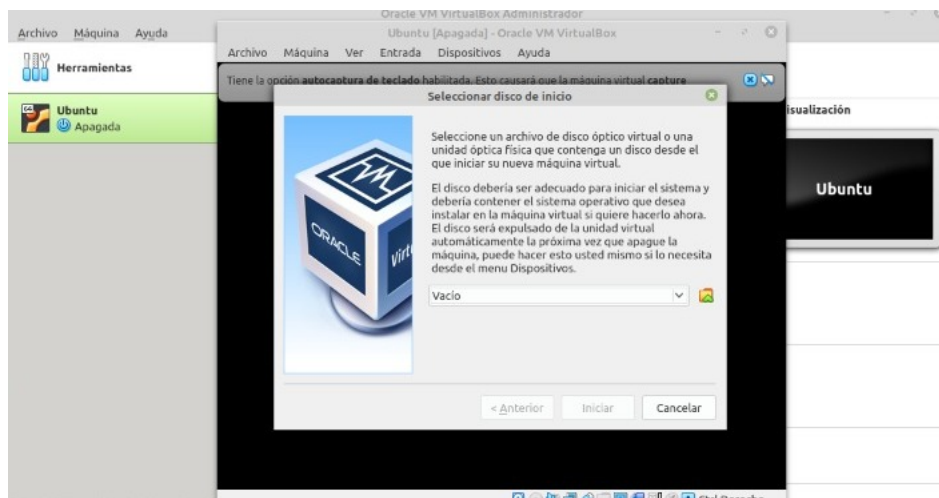 Oracle VM VirtualBox Administrador
Archivo Máquina Ayuda
Herramientas
Ubuntu
Apagada
Ubuntu [Apagada] - Oracle VM VirtualBox
Archivo Máquina Ver Entrada Dispositivos Ayuda
Tiene la opción autocaptura de teclado habilitada. Esto causará que la máquina virtual capture
Seleccionar disco de inicio
Seleccione un archivo de disco óptico virtual o una
unidad óptica física que contenga un disco desde el
que iniciar su nueva máquina virtual.
El disco debería ser adecuado para iniciar el sistema y
debería contener el sistema operativo que desea
instalar en la máquina virtual si quiere hacerlo ahora.
El disco será expulsado de la unidad virtual
automáticamente la próxima vez que apague la
máquina, puede hacer esto usted mismo si lo necesita
desde el menu Dispositivos.
Vacío
< Anterior Iniciar Cancelar
ORACLE
Virt
isualización
Ubuntu
Ctrl Derecho